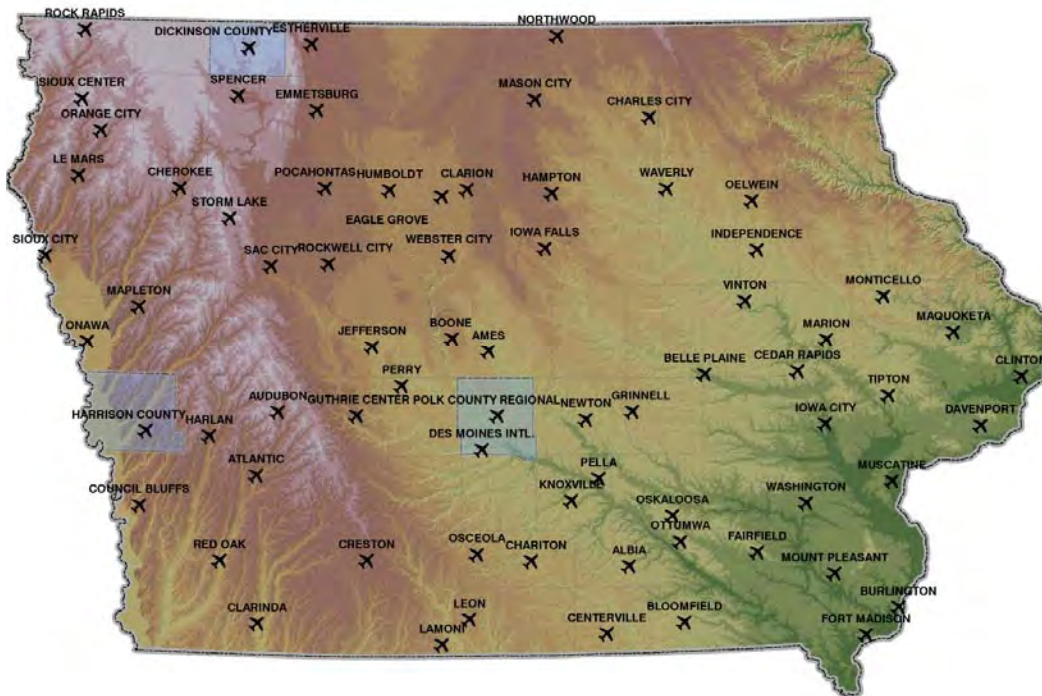 ROCK RAPIDS
NORTHWOOD
DICKINSON COUNTY
ESTHERVILLE
SIOUX CENTER
SPENCER
EMMETSBURG
MASON CITY
CHARLES CITY
ORANGE CITY
LE MARS
CHEROKEE
POCAHONTAS
HUMBOLDT
CLARION
HAMPTON
WAVERLY
OELWEIN
STORM LAKE
EAGLE GROVE
SIOUX CITY
SAC CITY
ROCKWELL CITY
WEBSTER CITY
IOWA FALLS
INDEPENDENCE
MAPLETON
VINTON
MONTICELLO
ONAWA
JEFFERSON
BOONE
AMES
MARION
MAQUOKETA
PERRY
BELLE PLAINE
CEDAR RAPIDS
CLINTON
TIPTON
HARRISON COUNTY
HARLAN
AUDUBON
GUTHRIE CENTER
POLK COUNTY REGIONAL
NEWTON
GRINNELL
IOWA CITY
DAVENPORT
DES MOINES INTL.
ATLANTIC
PELLA
MUSCATINE
COUNCIL BLUFFS
KNOXVILLE
OSKALOOSA
WASHINGTON
OTTUMWA
RED OAK
CRESTON
OSCEOLA
CHARITON
ALBIA
FAIRFIELD
MOUNT PLEASANT
CLARINDA
LEON
LAMONI
CENTERVILLE
BLOOMFIELD
BURLINGTON
FORT MADISON